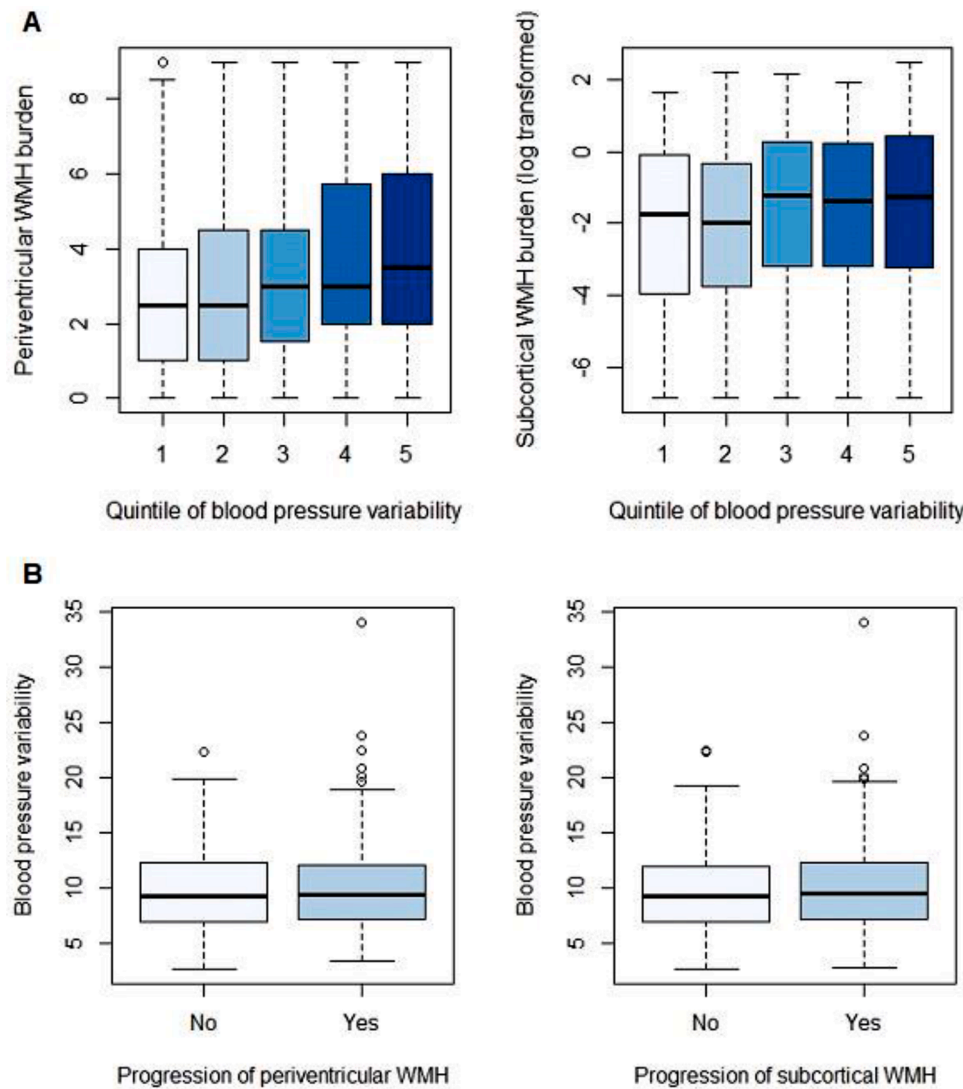 A
Periventricular WMH burden
8
6
4
2
0
1 2 3 4 5
Quintile of blood pressure variability
Subcortical WMH burden (log transformed)
2
0
-2
-4
-6
1 2 3 4 5
Quintile of blood pressure variability
B
Blood pressure variability
35
30
25
20
15
10
5
No Yes
Progression of periventricular WMH
Blood pressure variability
35
30
25
20
15
10
5
No Yes
Progression of subcortical WMH